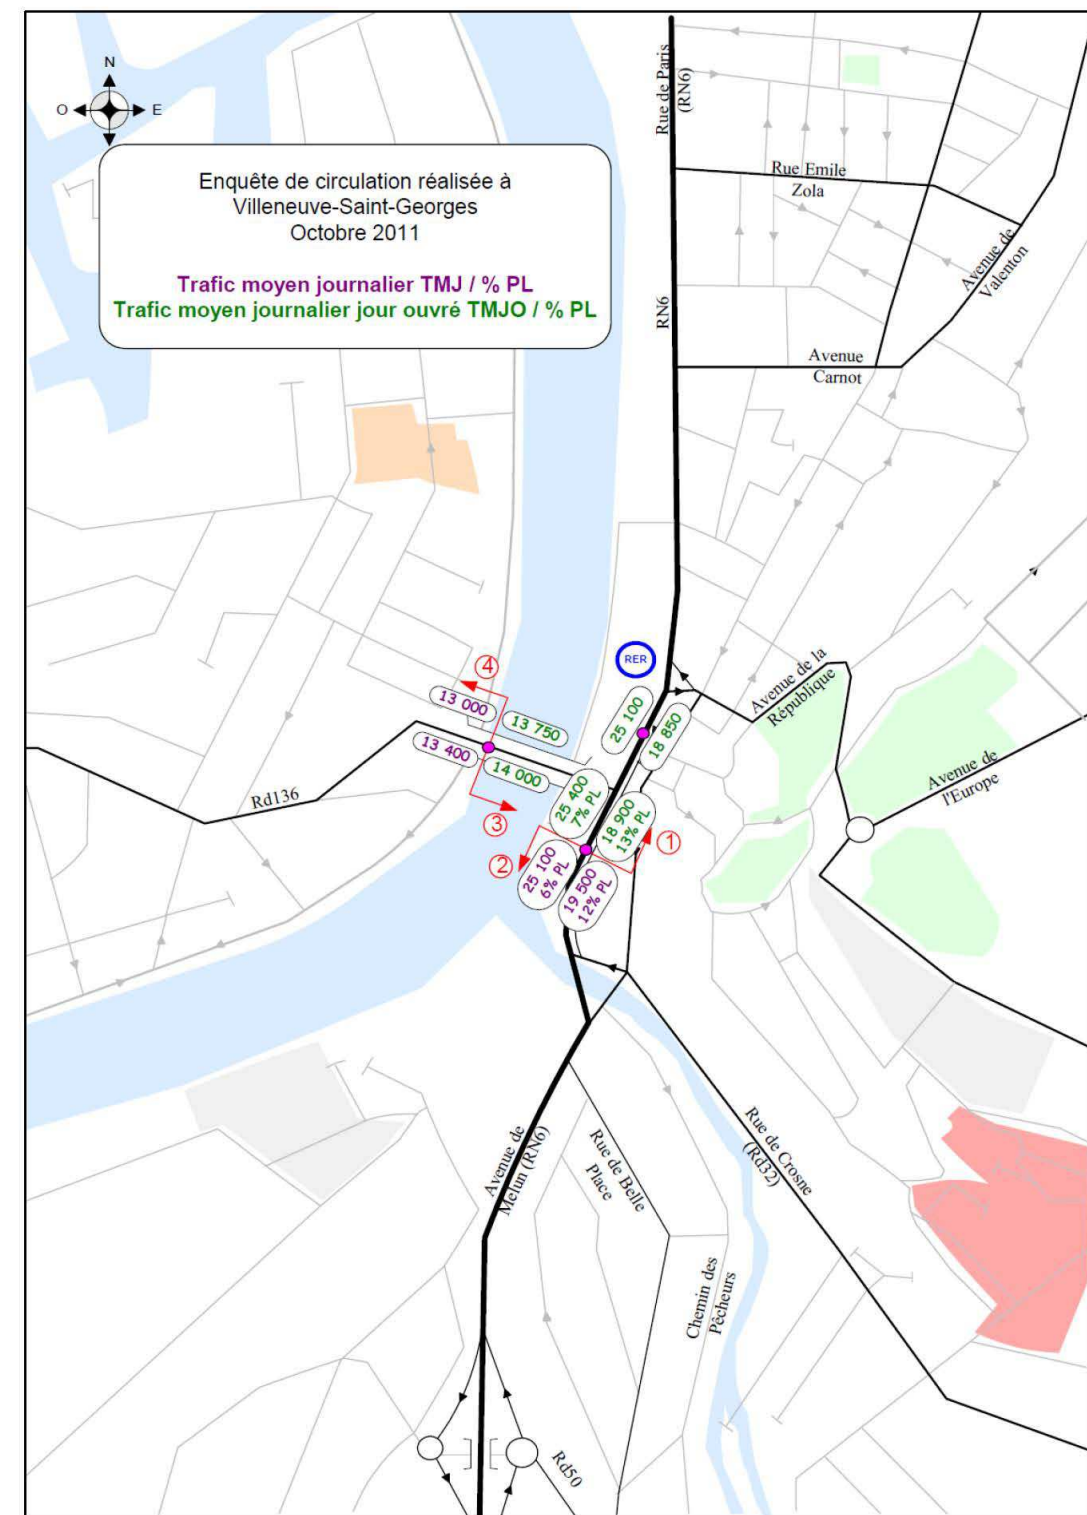 N
O
E
Enquête de circulation réalisée à
Villeneuve-Saint-Georges
Octobre 2011
Trafic moyen journalier TMJ / % PL
Trafic moyen journalier jour ouvré TMJO / % PL
Rue de Paris
(RN6)
Rue Emile
Zola
Avenue de
Valenton
RN6
Avenue
Carnot
RER
Avenue de la
République
4
13 000
13 750
25 100
18 850
13 400
14 000
Rd136
3
Avenue de
l'Europe
25 400
7% PL
18 900
13% PL
1
2
25 100
6% PL
19 500
12% PL
Avenue de
Melun (RN6)
Rue de Belle
Place
Rue de Crosne
(Rd32)
Chemin des
Pêcheurs
Rd50